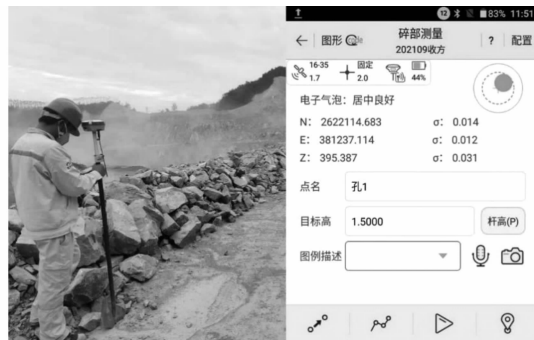 12 83% 11:51
图形 碎部测量 ? 配置
202109收方
16-35 固定
1.7 2.0 44%
电子气泡：居中良好
N： 2622114.683 σ： 0.014
E： 381237.114 σ： 0.012
Z： 395.387 σ： 0.031
点名 孔1
目标高 1.5000 杆高(P)
图例描述